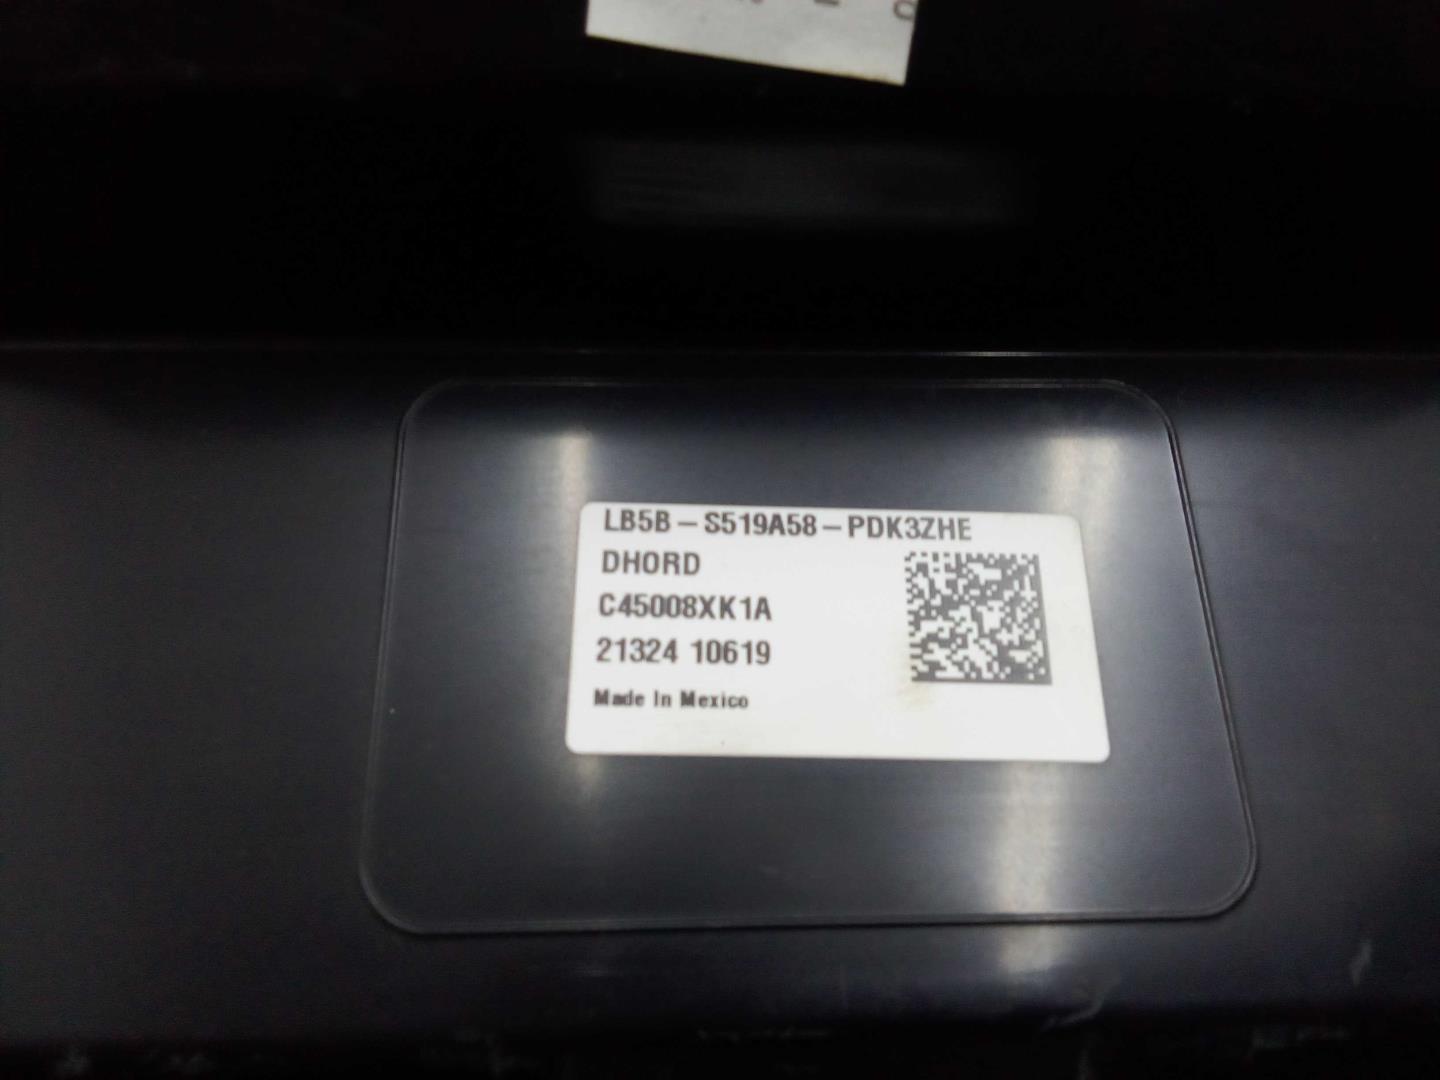 LB5B-S519A58-PDK3ZHE
DHORD
C45008XK1A
21324 10619
Made In Mexico